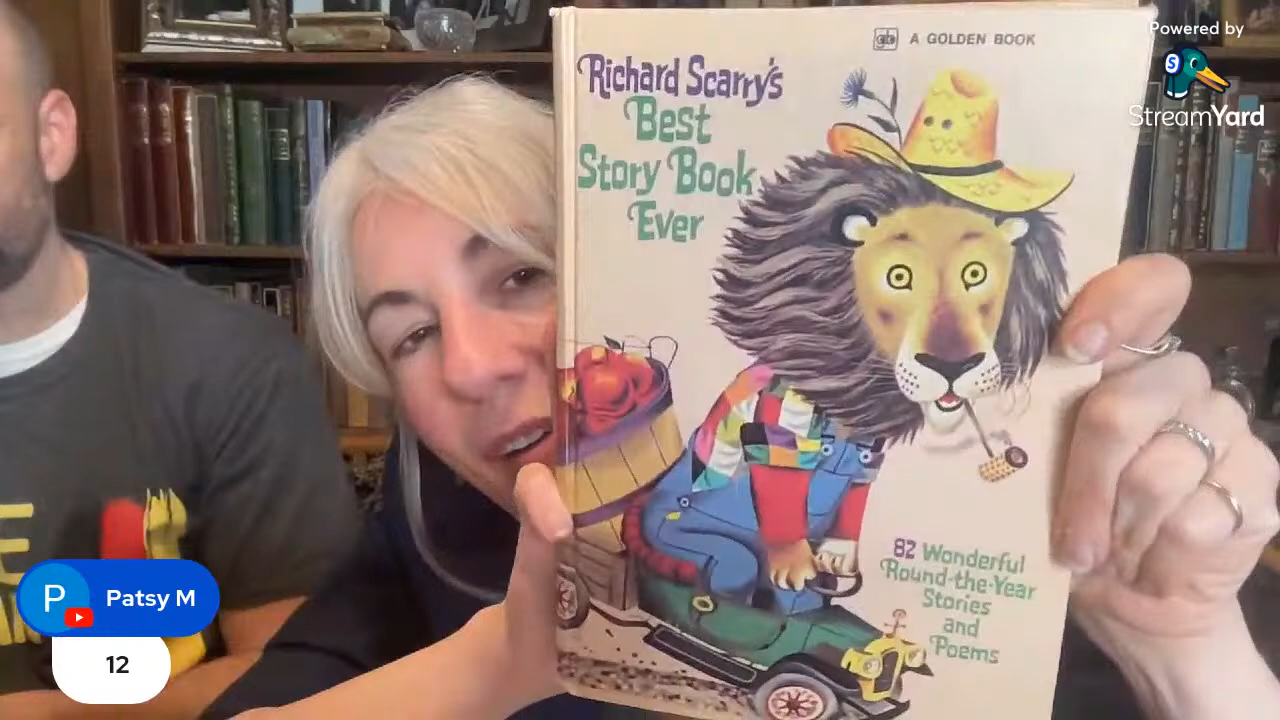 Powered by
S
StreamYard
gb A GOLDEN BOOK
Richard Scarry's
Best
Story Book
Ever
82 Wonderful
Round-the-Year
Stories
and
Poems
P Patsy M
12